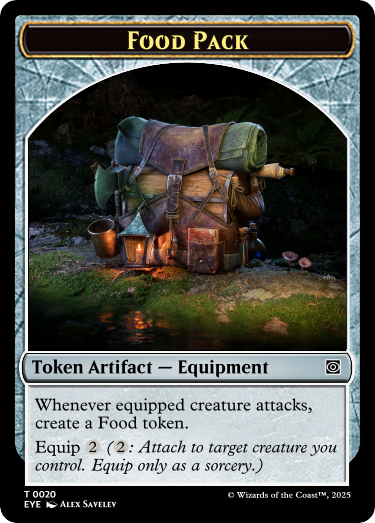 Food Pack
Token Artifact — Equipment
Whenever equipped creature attacks,
create a Food token.
Equip 2 (2: Attach to target creature you
control. Equip only as a sorcery.)
T 0020
EYE Alex Savelev
© Wizards of the Coast™, 2025